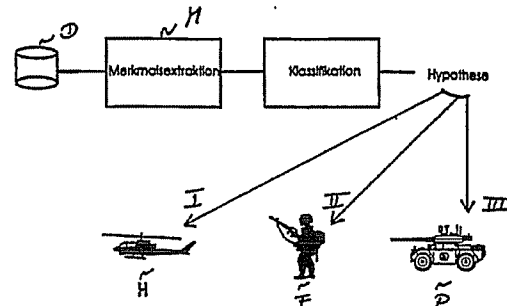 D M
Merkmalsextraktion Klassifikation Hypothese
I II III
H F P